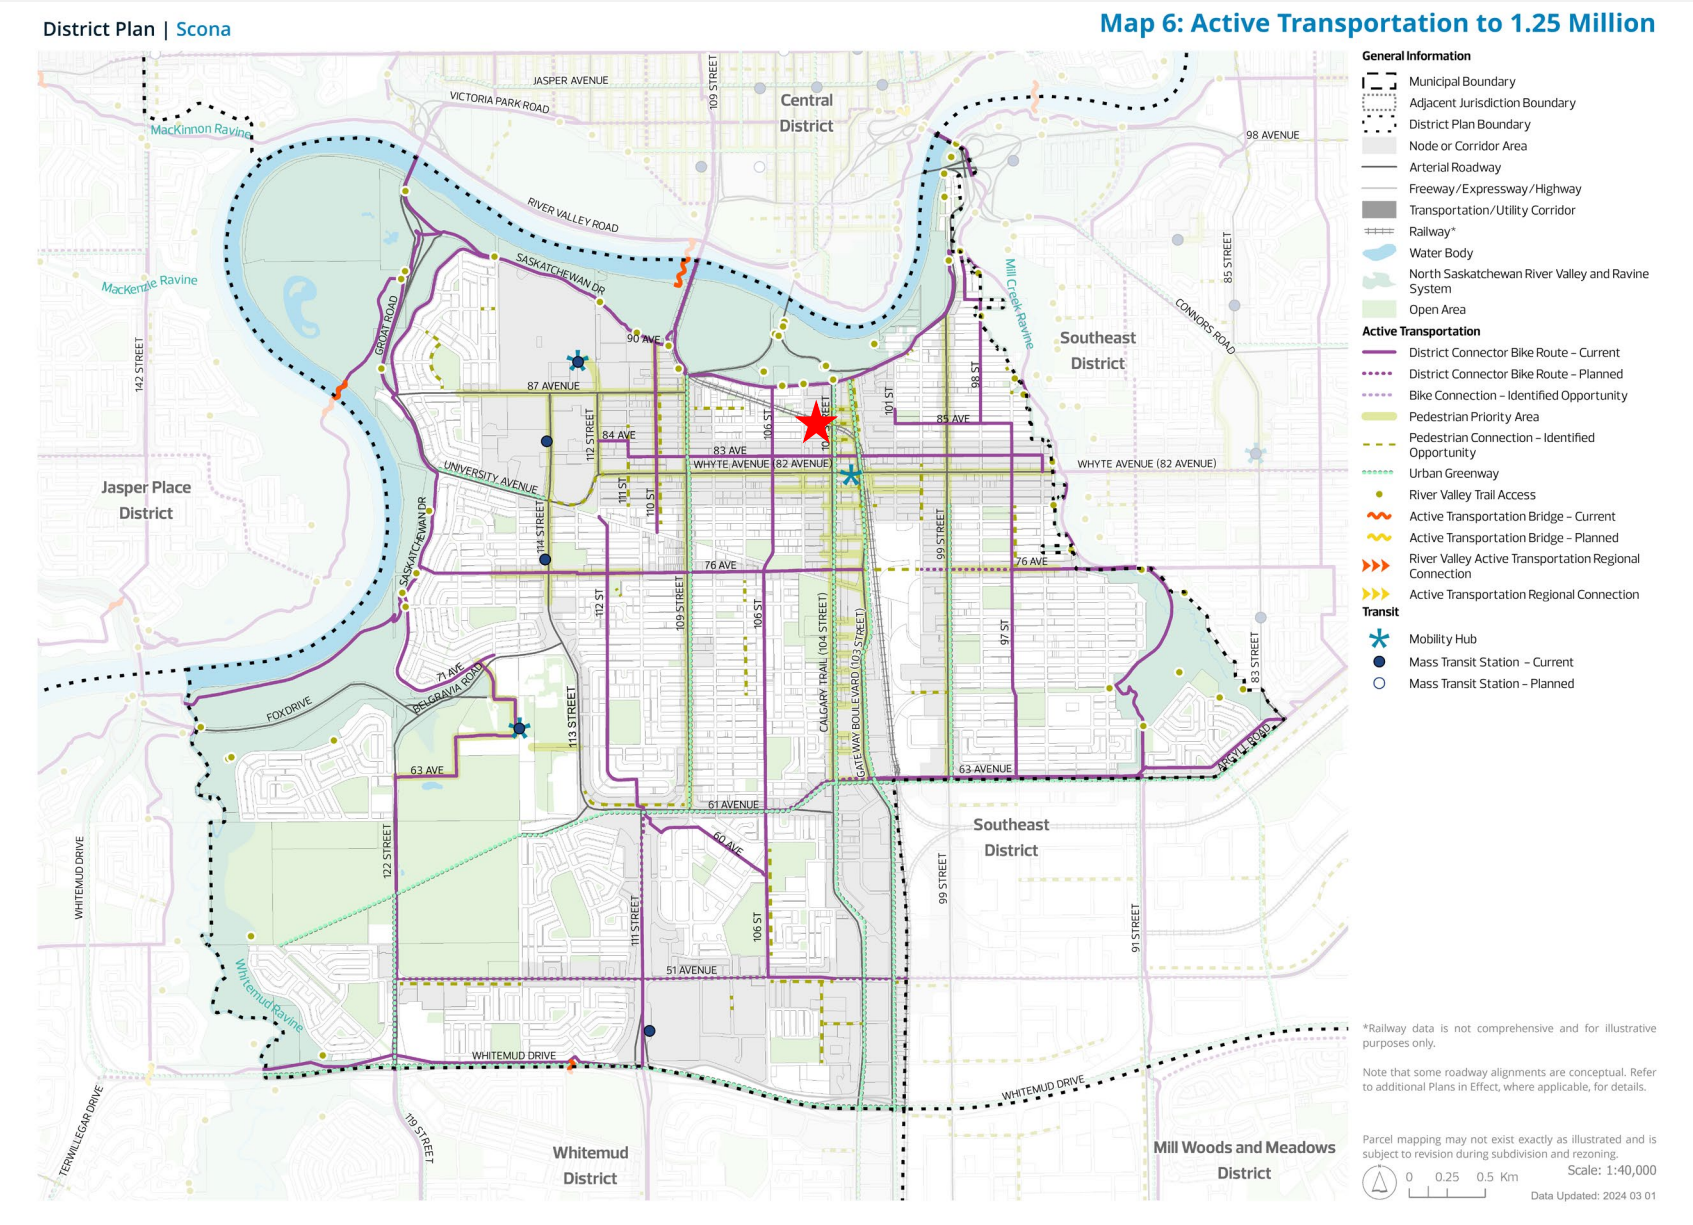 District Plan | Scona
Map 6: Active Transportation to 1.25 Million
General Information
Municipal Boundary
Adjacent Jurisdiction Boundary
District Plan Boundary
Node or Corridor Area
Arterial Roadway
Freeway/Expressway/Highway
Transportation/Utility Corridor
Railway*
Water Body
North Saskatchewan River Valley and Ravine
System
Open Area
Active Transportation
District Connector Bike Route – Current
District Connector Bike Route – Planned
Bike Connection – Identified Opportunity
Pedestrian Priority Area
Pedestrian Connection – Identified
Opportunity
Urban Greenway
River Valley Trail Access
Active Transportation Bridge – Current
Active Transportation Bridge – Planned
River Valley Active Transportation Regional
Connection
Active Transportation Regional Connection
Transit
Mobility Hub
Mass Transit Station – Current
Mass Transit Station – Planned
*Railway data is not comprehensive and for illustrative
purposes only.
Note that some roadway alignments are conceptual. Refer
to additional Plans in Effect, where applicable, for details.
Parcel mapping may not exist exactly as illustrated and is
subject to revision during subdivision and rezoning.
0 0.25 0.5 Km
Scale: 1:40,000
Data Updated: 2024 03 01
JASPER AVENUE
VICTORIA PARK ROAD
109 STREET
Central
District
MacKinnon Ravine
98 AVENUE
RIVER VALLEY ROAD
85 STREET
MacKenzie Ravine
SASKATCHEWAN DR
Mill Creek Ravine
CONNORS ROAD
GROAT ROAD
90 AVE
Southeast
District
142 STREET
87 AVENUE
98 ST
101 ST
106 ST
85 AVE
112 STREET
84 AVE
83 AVE
WHYTE AVENUE (82 AVENUE)
WHYTE AVENUE (82 AVENUE)
UNIVERSITY AVENUE
Jasper Place
District
111 ST
110 ST
SASKATCHEWAN DR
114 STREET
99 STREET
76 AVE
76 AVE
112 ST
109 STREET
106 ST
CALGARY TRAIL (104 STREET)
GATEWAY BOULEVARD (103 STREET)
97 ST
83 STREET
71 AVE
BELGRAVIA ROAD
FOX DRIVE
113 STREET
63 AVE
63 AVENUE
ARGYLL ROAD
61 AVENUE
60 AVE
Southeast
District
122 STREET
WHITEMUD DRIVE
111 STREET
106 ST
99 STREET
91 STREET
51 AVENUE
Whitemud Ravine
WHITEMUD DRIVE
WHITEMUD DRIVE
TERWILLEGAR DRIVE
119 STREET
Whitemud
District
Mill Woods and Meadows
District